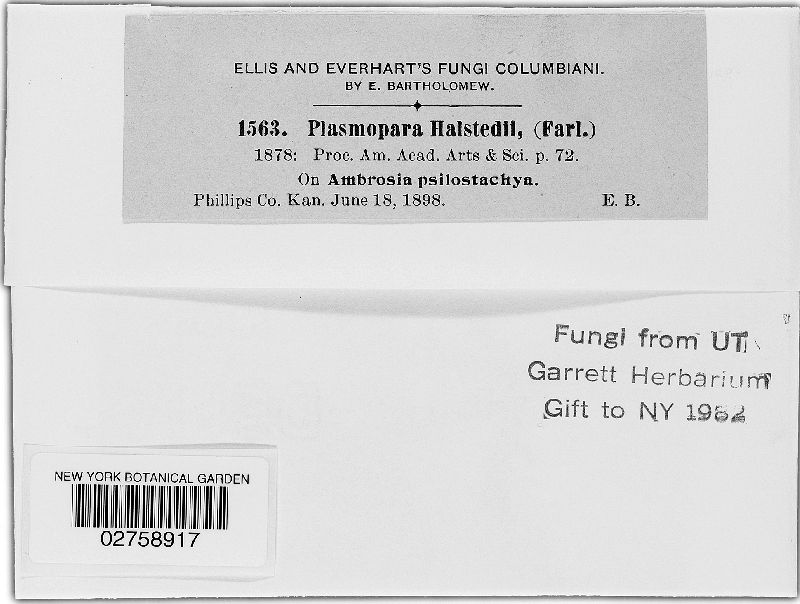 ELLIS AND EVERHART'S FUNGI COLUMBIANI.
BY E. BARTHOLOMEW.
1563. Plasmopara Halstedii, (Farl.)
1878: Proc. Am. Acad. Arts & Sci. p. 72.
On Ambrosia psilostachya.
Phillips Co. Kan. June 18, 1898. E. B.
Fungi from UT
Garrett Herbarium
Gift to NY 1982
NEW YORK BOTANICAL GARDEN
02758917